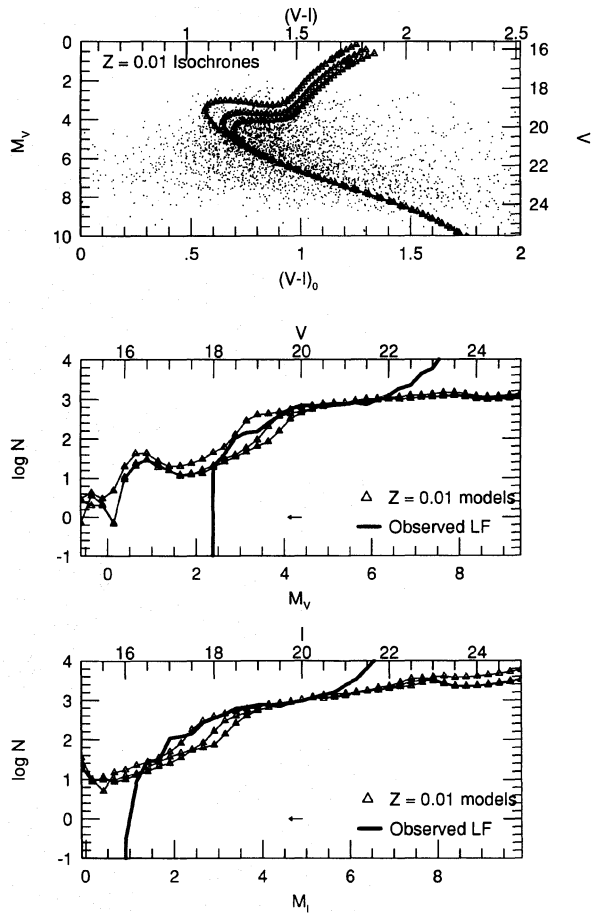 (V-I)
1 1.5 2 2.5
Z = 0.01 Isochrones
0 2 4 6 8 10
M_V
16 18 20 22 24
V
0 .5 1 1.5 2
(V-I)_0
V
16 18 20 22 24
4 3 2 1 0 -1
log N
△ Z = 0.01 models
Observed LF
←
0 2 4 6 8
M_V
I
16 18 20 22 24
4 3 2 1 0 -1
log N
△ Z = 0.01 models
Observed LF
←
0 2 4 6 8
M_I